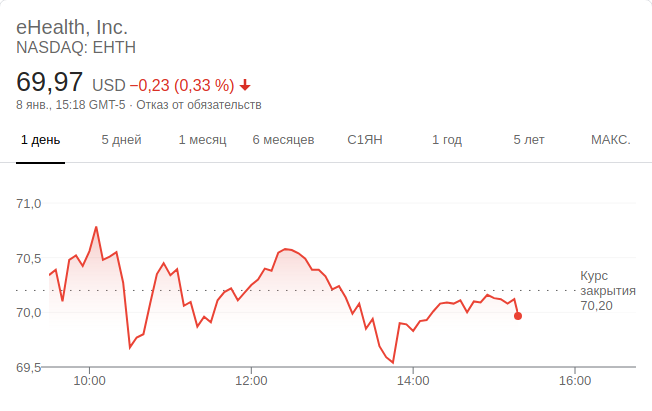 eHealth, Inc.
NASDAQ: EHTH
69,97 USD −0,23 (0,33 %)
8 янв., 15:18 GMT-5 · Отказ от обязательств
1 день 5 дней 1 месяц 6 месяцев С1ЯН 1 год 5 лет МАКС.
71,0
70,5
Курс
закрытия
70,20
70,0
69,5
10:00 12:00 14:00 16:00